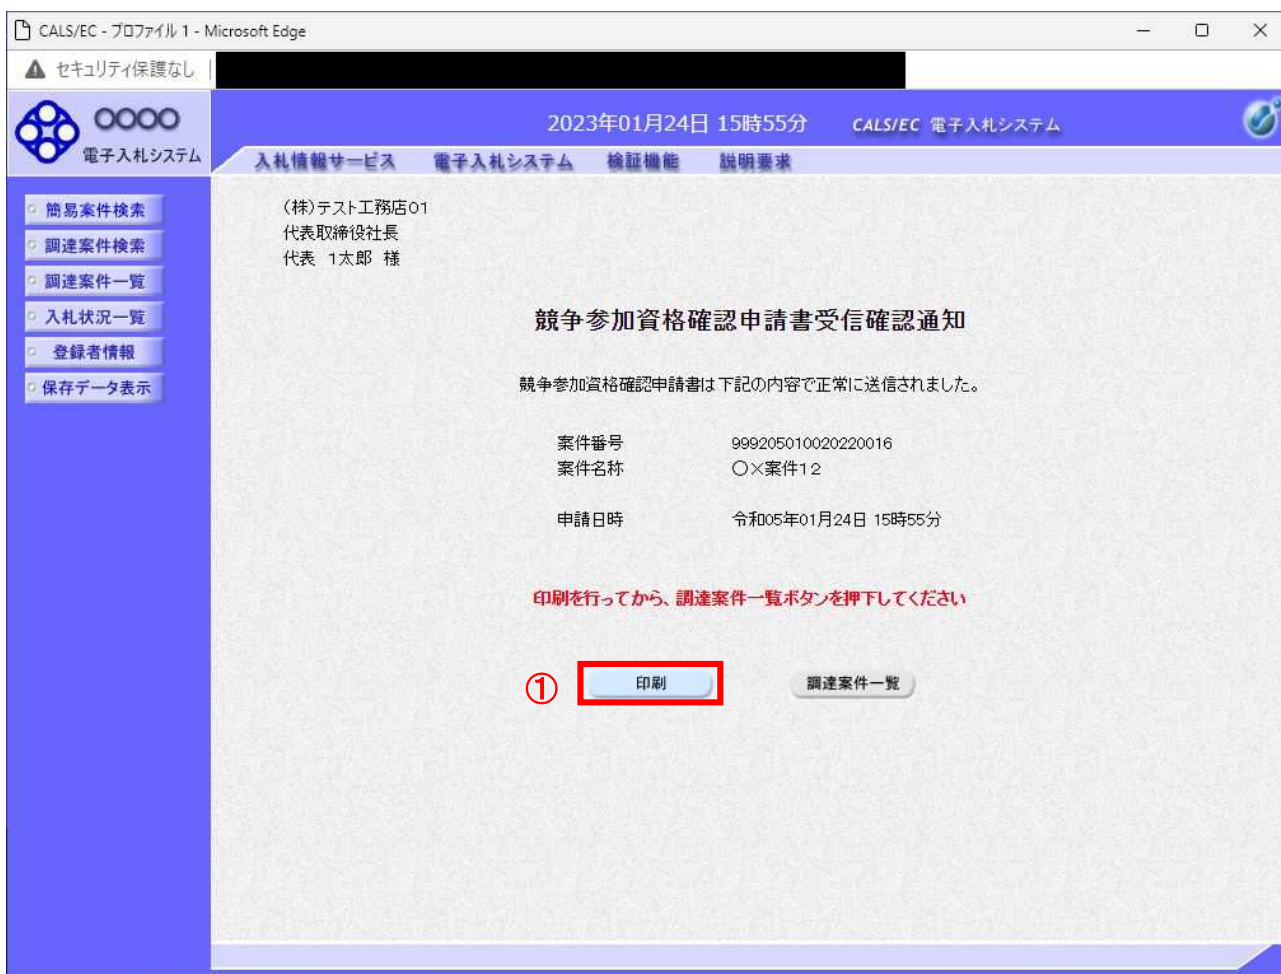 CALS/EC - プロファイル 1 - Microsoft Edge
セキュリティ保護なし
〇〇〇〇
電子入札システム
2023年01月24日 15時55分
CALS/EC 電子入札システム
入札情報サービス 電子入札システム 検証機能 説明要求
簡易案件検索
調達案件検索
調達案件一覧
入札状況一覧
登録者情報
保存データ表示
(株)テスト工務店01
代表取締役社長
代表 1太郎 様
競争参加資格確認申請書受信確認通知
競争参加資格確認申請書は下記の内容で正常に送信されました。
案件番号 999205010020220016
案件名称 〇×案件12
申請日時 令和05年01月24日 15時55分
印刷を行ってから、調達案件一覧ボタンを押下してください
① 印刷 調達案件一覧